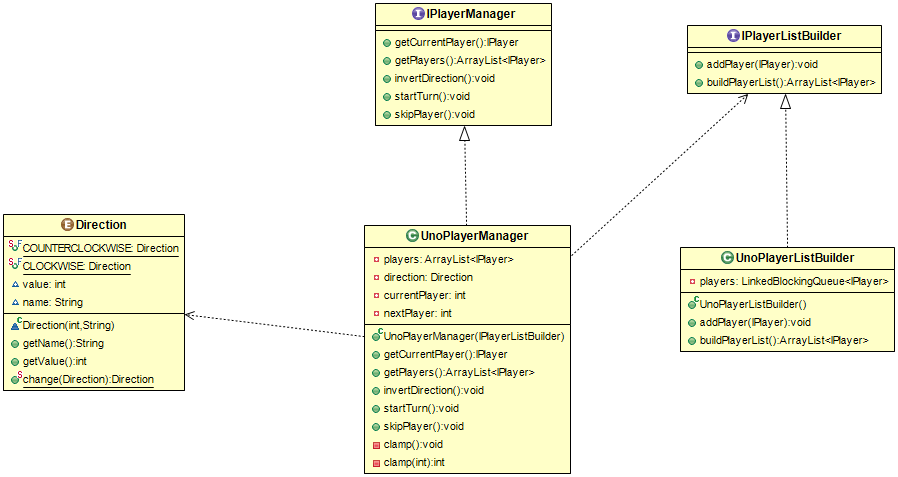 IPlayerManager
getCurrentPlayer():IPlayer
getPlayers():ArrayList<IPlayer>
invertDirection():void
startTurn():void
skipPlayer():void
IPlayerListBuilder
addPlayer(IPlayer):void
buildPlayerList():ArrayList<IPlayer>
Direction
COUNTERCLOCKWISE: Direction
CLOCKWISE: Direction
value: int
name: String
Direction(int,String)
getName():String
getValue():int
change(Direction):Direction
UnoPlayerManager
players: ArrayList<IPlayer>
direction: Direction
currentPlayer: int
nextPlayer: int
UnoPlayerManager(IPlayerListBuilder)
getCurrentPlayer():IPlayer
getPlayers():ArrayList<IPlayer>
invertDirection():void
startTurn():void
skipPlayer():void
clamp():void
clamp(int):int
UnoPlayerListBuilder
players: LinkedBlockingQueue<IPlayer>
UnoPlayerListBuilder()
addPlayer(IPlayer):void
buildPlayerList():ArrayList<IPlayer>